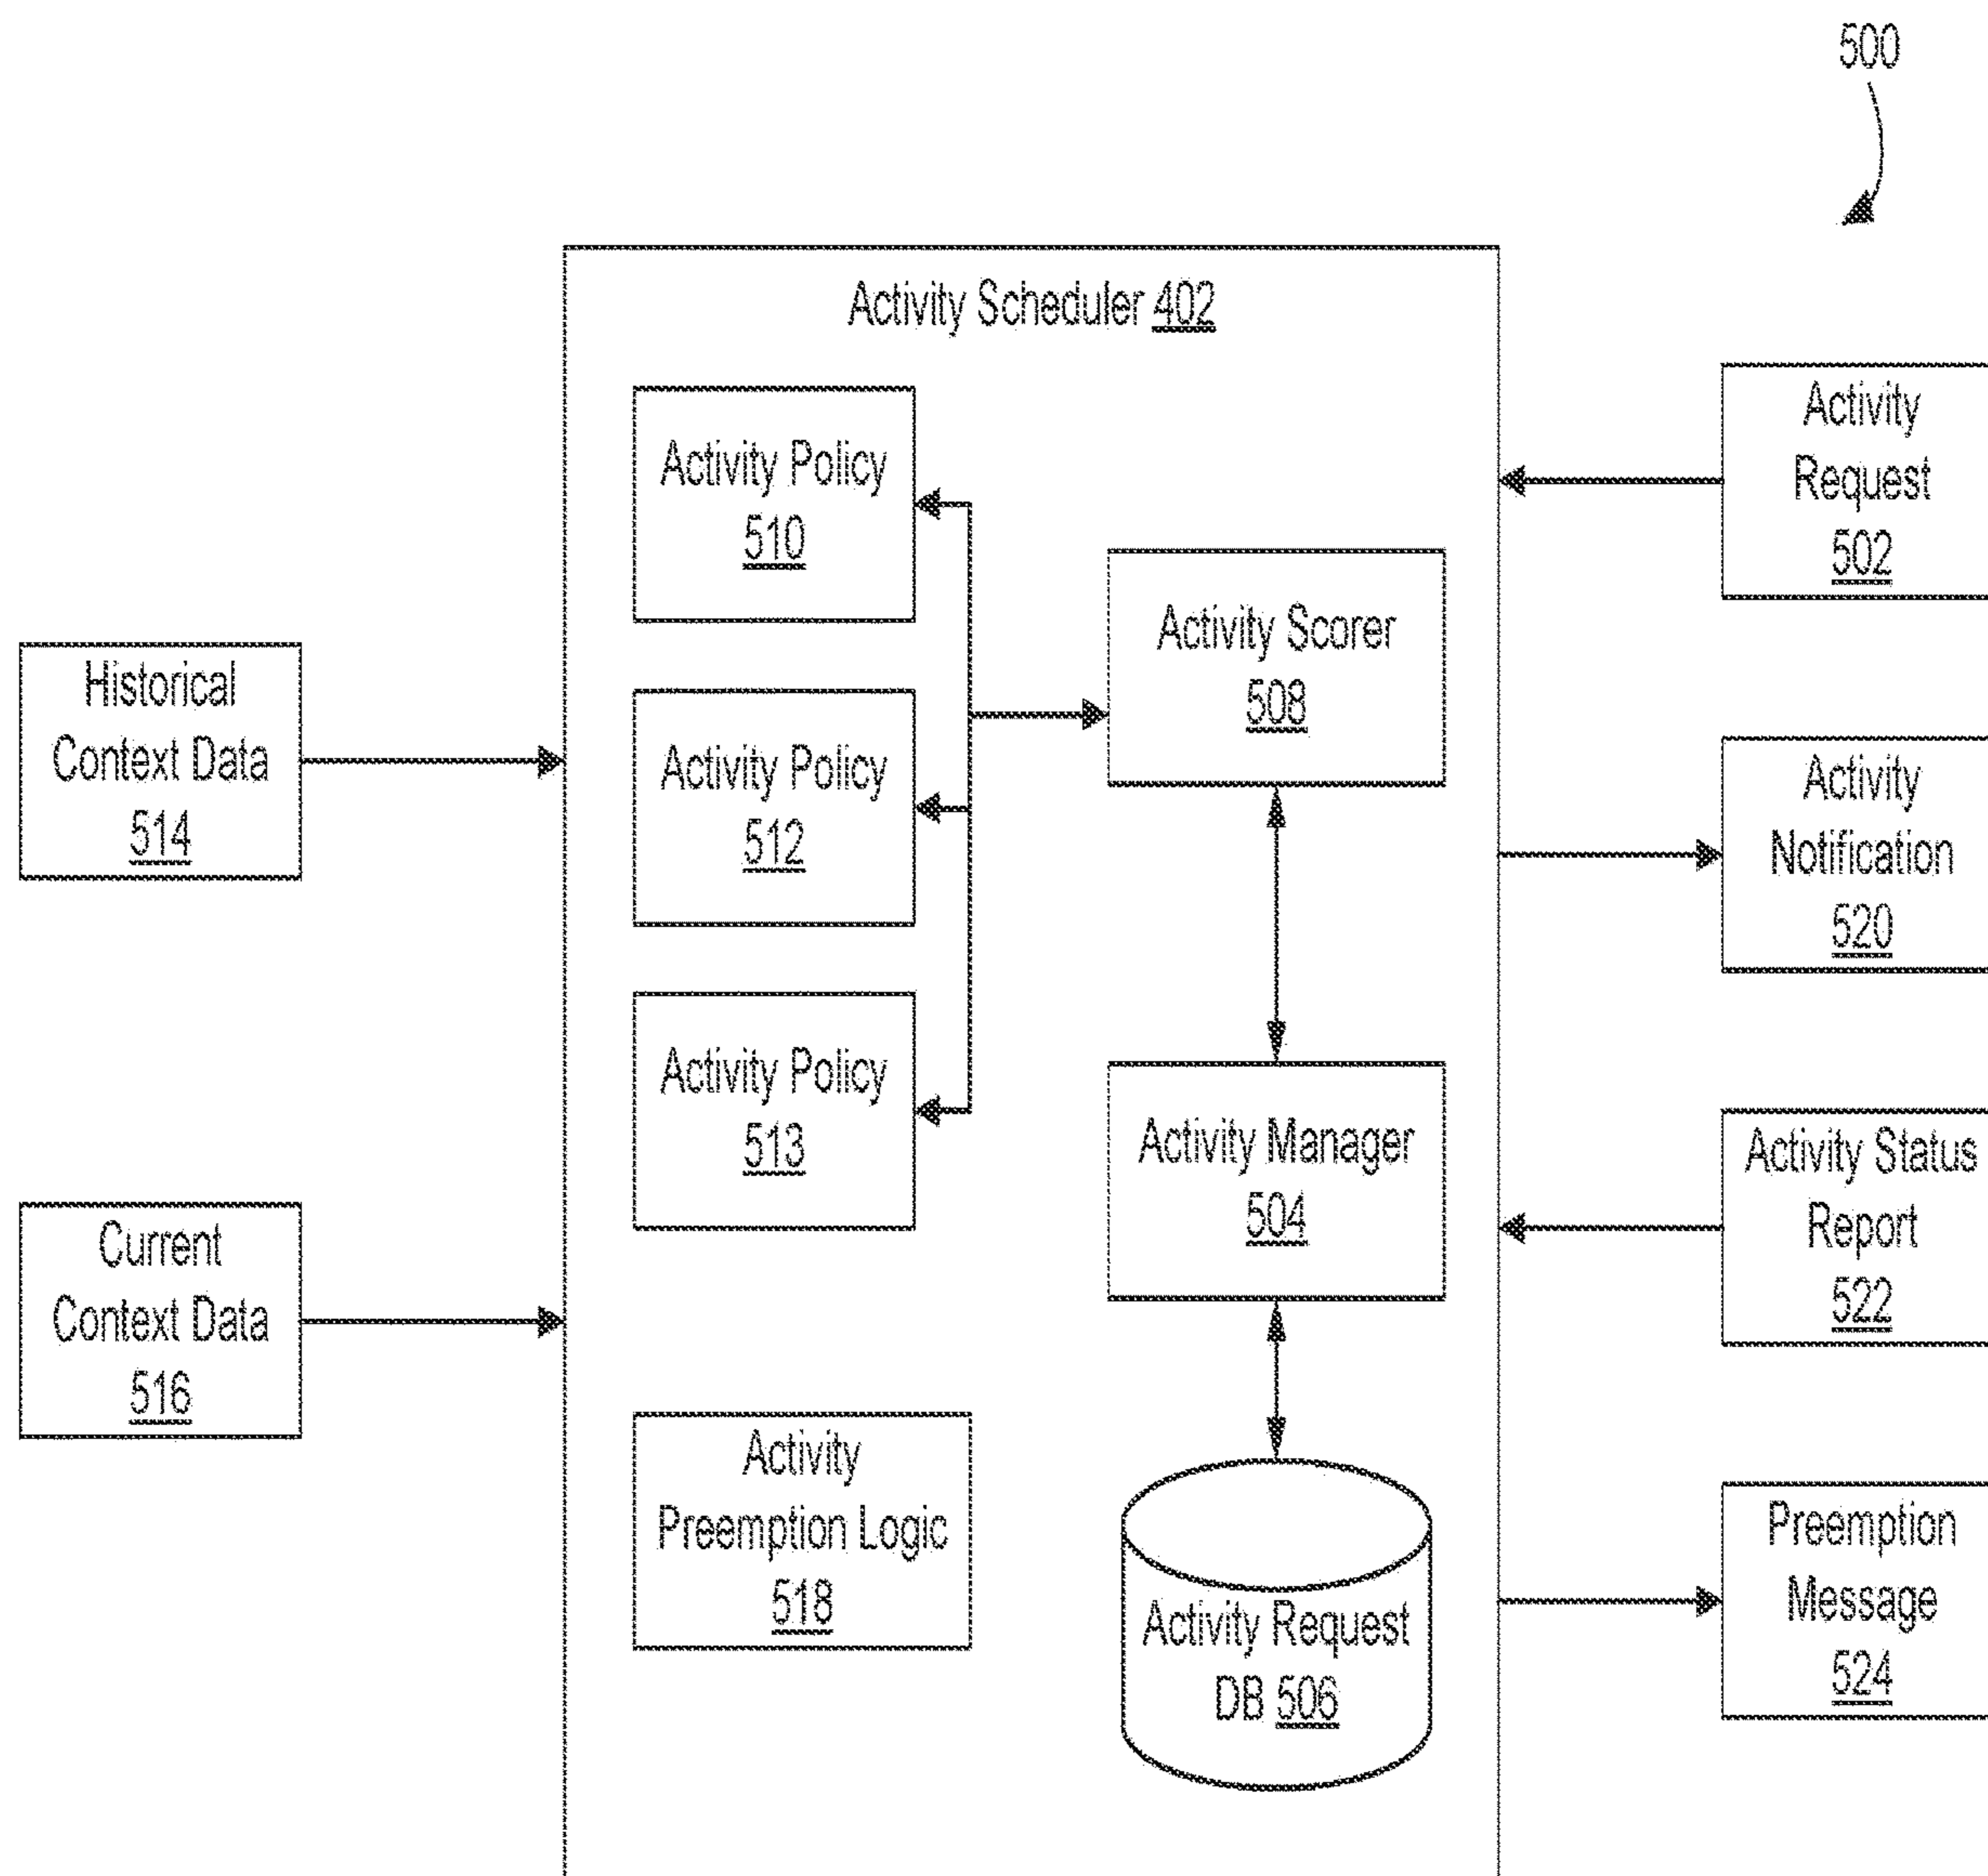 500
Activity Scheduler 402
Activity Policy
510
Activity Policy
512
Activity Policy
513
Activity
Preemption Logic
518
Activity Scorer
508
Activity Manager
504
Activity Request
DB 506
Historical
Context Data
514
Current
Context Data
516
Activity
Request
502
Activity
Notification
520
Activity Status
Report
522
Preemption
Message
524